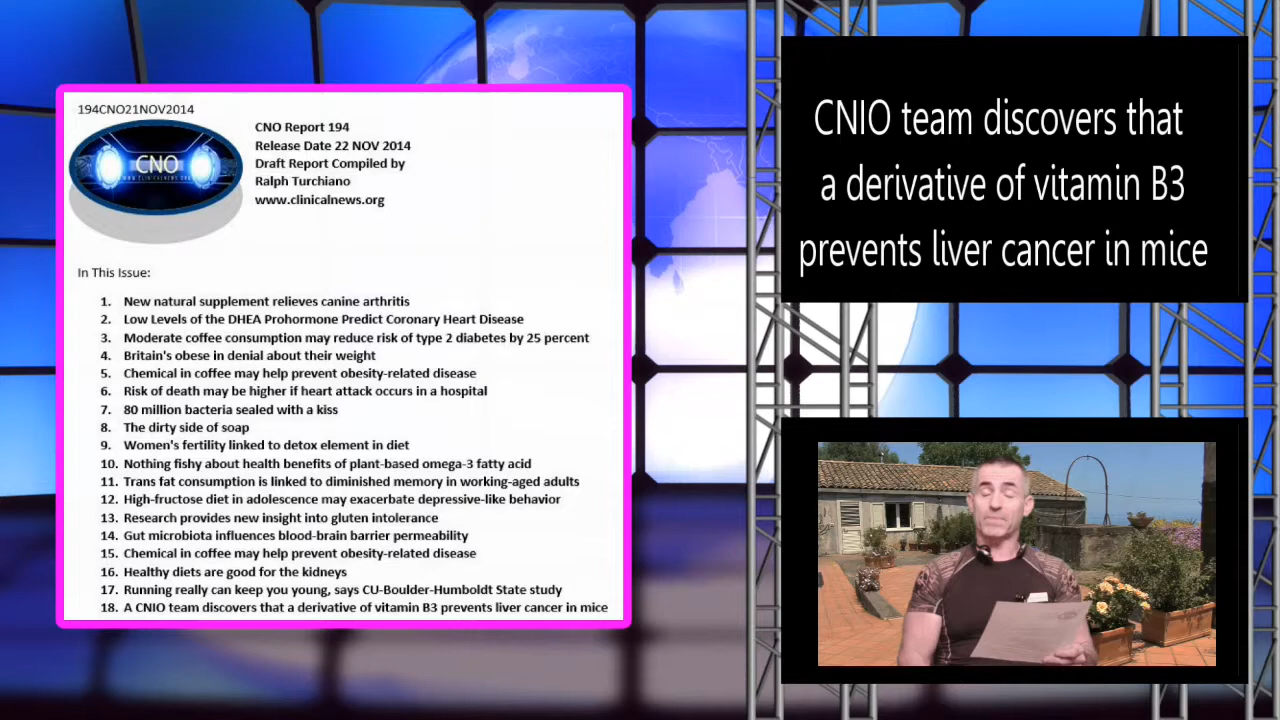 194CNO21NOV2014
CNO
WWW.CLINICALNEWS.ORG
CNO Report 194
Release Date 22 NOV 2014
Draft Report Compiled by
Ralph Turchiano
www.clinicalnews.org
In This Issue:
1. New natural supplement relieves canine arthritis
2. Low Levels of the DHEA Prohormone Predict Coronary Heart Disease
3. Moderate coffee consumption may reduce risk of type 2 diabetes by 25 percent
4. Britain's obese in denial about their weight
5. Chemical in coffee may help prevent obesity-related disease
6. Risk of death may be higher if heart attack occurs in a hospital
7. 80 million bacteria sealed with a kiss
8. The dirty side of soap
9. Women's fertility linked to detox element in diet
10. Nothing fishy about health benefits of plant-based omega-3 fatty acid
11. Trans fat consumption is linked to diminished memory in working-aged adults
12. High-fructose diet in adolescence may exacerbate depressive-like behavior
13. Research provides new insight into gluten intolerance
14. Gut microbiota influences blood-brain barrier permeability
15. Chemical in coffee may help prevent obesity-related disease
16. Healthy diets are good for the kidneys
17. Running really can keep you young, says CU-Boulder-Humboldt State study
18. A CNIO team discovers that a derivative of vitamin B3 prevents liver cancer in mice
CNIO team discovers that
a derivative of vitamin B3
prevents liver cancer in mice